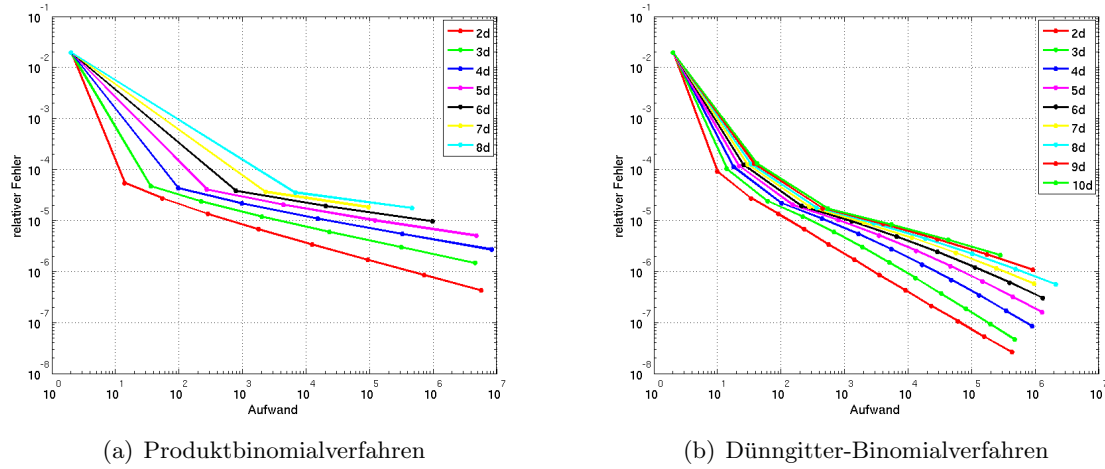 10^-1
10^-2
10^-3
10^-4
10^-5
10^-6
10^-7
10^-8
relativer Fehler
10^0 10^1 10^2 10^3 10^4 10^5 10^6 10^7
Aufwand
2d
3d
4d
5d
6d
7d
8d
(a) Produktbinomialverfahren
10^-1
10^-2
10^-3
10^-4
10^-5
10^-6
10^-7
10^-8
relativer Fehler
10^0 10^1 10^2 10^3 10^4 10^5 10^6 10^7
Aufwand
2d
3d
4d
5d
6d
7d
8d
9d
10d
(b) Dünngitter-Binomialverfahren